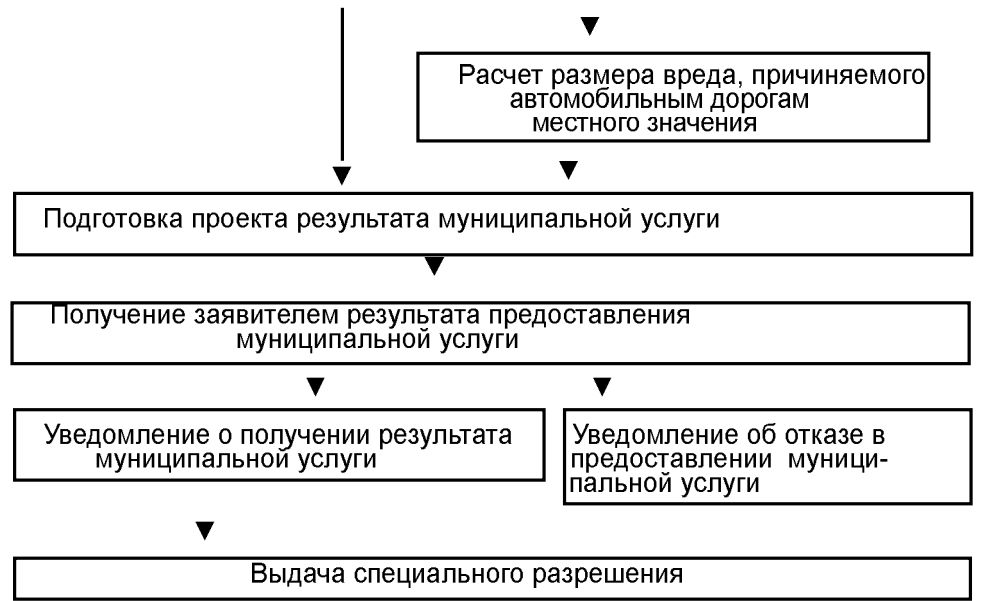 Расчет размера вреда, причиняемого
автомобильным дорогам
местного значения
Подготовка проекта результата муниципальной услуги
Получение заявителем результата предоставления
муниципальной услуги
Уведомление о получении результата
муниципальной услуги
Уведомление об отказе в
предоставлении муници-
пальной услуги
Выдача специального разрешения